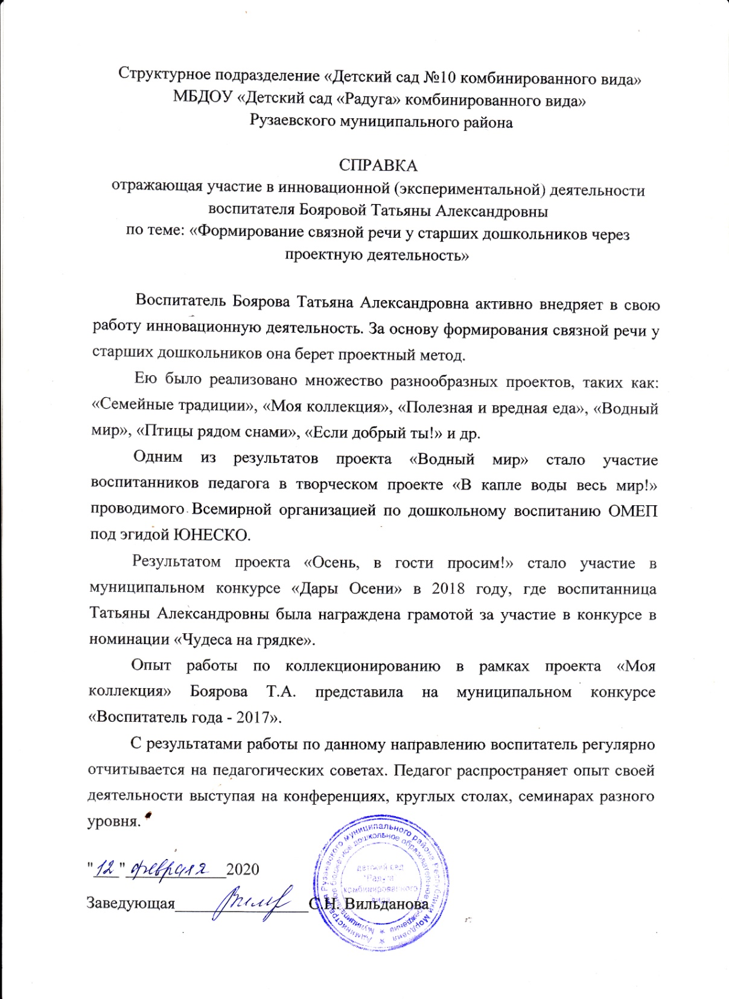 Структурное подразделение «Детский сад №10 комбинированного вида»
МБДОУ «Детский сад «Радуга» комбинированного вида»
Рузаевского муниципального района
СПРАВКА
отражающая участие в инновационной (экспериментальной) деятельности
воспитателя Бояровой Татьяны Александровны
по теме: «Формирование связной речи у старших дошкольников через
проектную деятельность»
Воспитатель Боярова Татьяна Александровна активно внедряет в свою
работу инновационную деятельность. За основу формирования связной речи у
старших дошкольников она берет проектный метод.
Ею было реализовано множество разнообразных проектов, таких как:
«Семейные традиции», «Моя коллекция», «Полезная и вредная еда», «Водный
мир», «Птицы рядом снами», «Если добрый ты!» и др.
Одним из результатов проекта «Водный мир» стало участие
воспитанников педагога в творческом проекте «В капле воды весь мир!»
проводимого Всемирной организацией по дошкольному воспитанию ОМЕП
под эгидой ЮНЕСКО.
Результатом проекта «Осень, в гости просим!» стало участие в
муниципальном конкурсе «Дары Осени» в 2018 году, где воспитанница
Татьяны Александровны была награждена грамотой за участие в конкурсе в
номинации «Чудеса на грядке».
Опыт работы по коллекционированию в рамках проекта «Моя
коллекция» Боярова Т.А. представила на муниципальном конкурсе
«Воспитатель года - 2017».
С результатами работы по данному направлению воспитатель регулярно
отчитывается на педагогических советах. Педагог распространяет опыт своей
деятельности выступая на конференциях, круглых столах, семинарах разного
уровня.
"12" февраля 2020
Заведующая С.Н. Вильданова
Администрация Рузаевского муниципального района Республики Мордовия
Муниципальное бюджетное дошкольное образовательное учреждение
детский сад
"Радуга"
комбинированного
вида